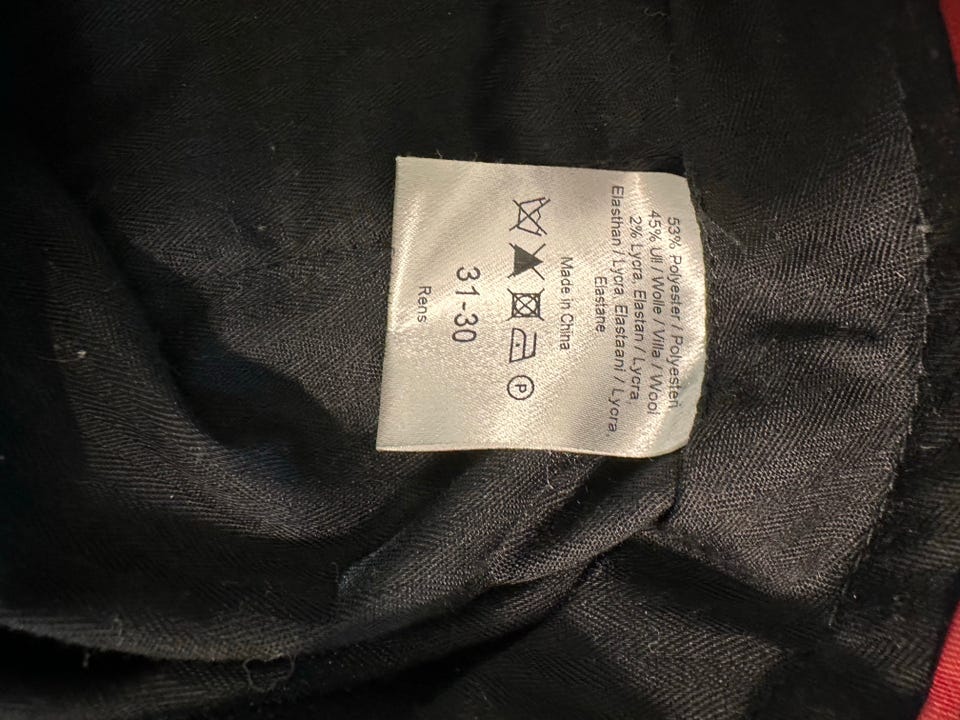 53% Polyester / Polyesteri
45% Ull / Wolle / Villa / Wool
2% Lycra, Elastan / Lycra,
Elasthan / Lycra, Elastaani / Lycra,
Elastane
Made in China
P
31-30
Rens